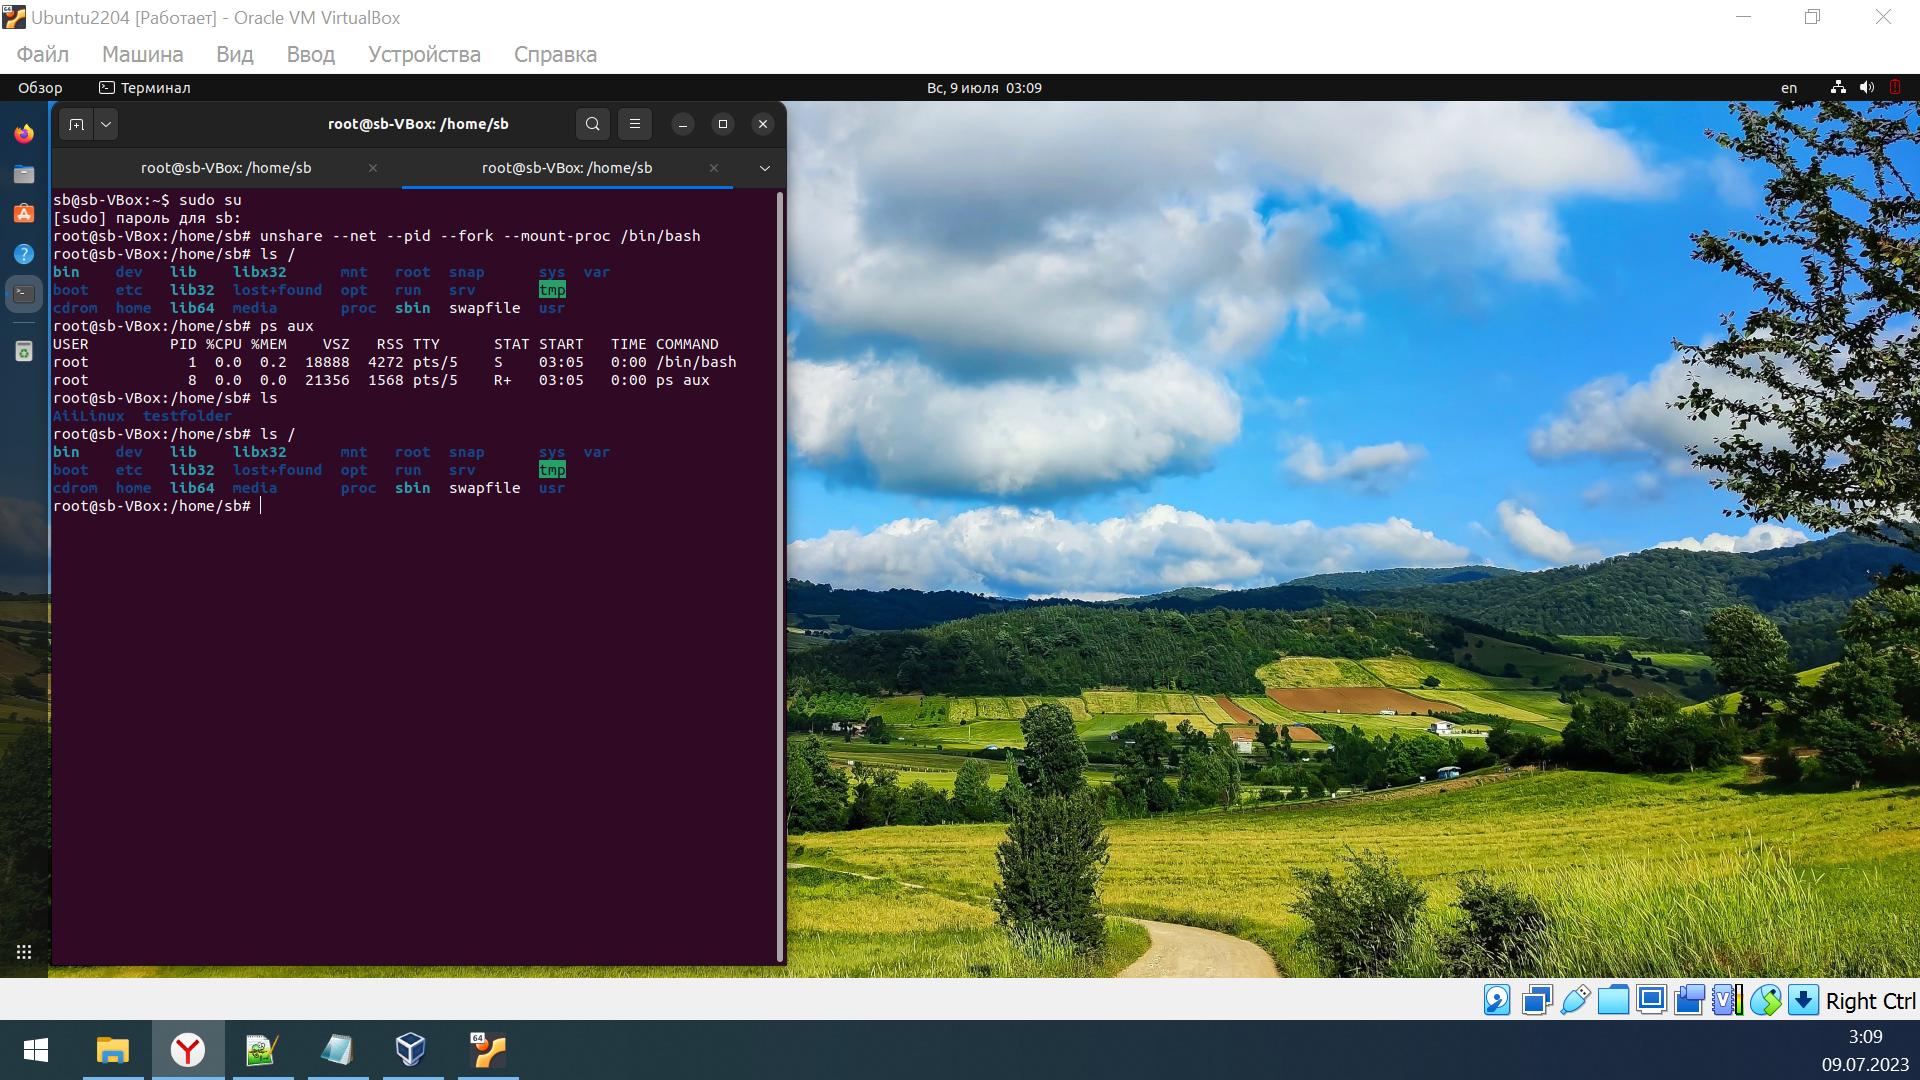 Ubuntu2204 [Работает] - Oracle VM VirtualBox
Файл Машина Вид Ввод Устройства Справка
Обзор Терминал Вс, 9 июля 03:09 en
root@sb-VBox: /home/sb
root@sb-VBox: /home/sb root@sb-VBox: /home/sb
sb@sb-VBox:~$ sudo su
[sudo] пароль для sb:
root@sb-VBox:/home/sb# unshare --net --pid --fork --mount-proc /bin/bash
root@sb-VBox:/home/sb# ls /
bin dev lib libx32 mnt root snap sys var
boot etc lib32 lost+found opt run srv tmp
cdrom home lib64 media proc sbin swapfile usr
root@sb-VBox:/home/sb# ps aux
USER PID %CPU %MEM VSZ RSS TTY STAT START TIME COMMAND
root 1 0.0 0.2 18888 4272 pts/5 S 03:05 0:00 /bin/bash
root 8 0.0 0.0 21356 1568 pts/5 R+ 03:05 0:00 ps aux
root@sb-VBox:/home/sb# ls
AiiLinux testfolder
root@sb-VBox:/home/sb# ls /
bin dev lib libx32 mnt root snap sys var
boot etc lib32 lost+found opt run srv tmp
cdrom home lib64 media proc sbin swapfile usr
root@sb-VBox:/home/sb#
Right Ctrl
64
3:09
09.07.2023